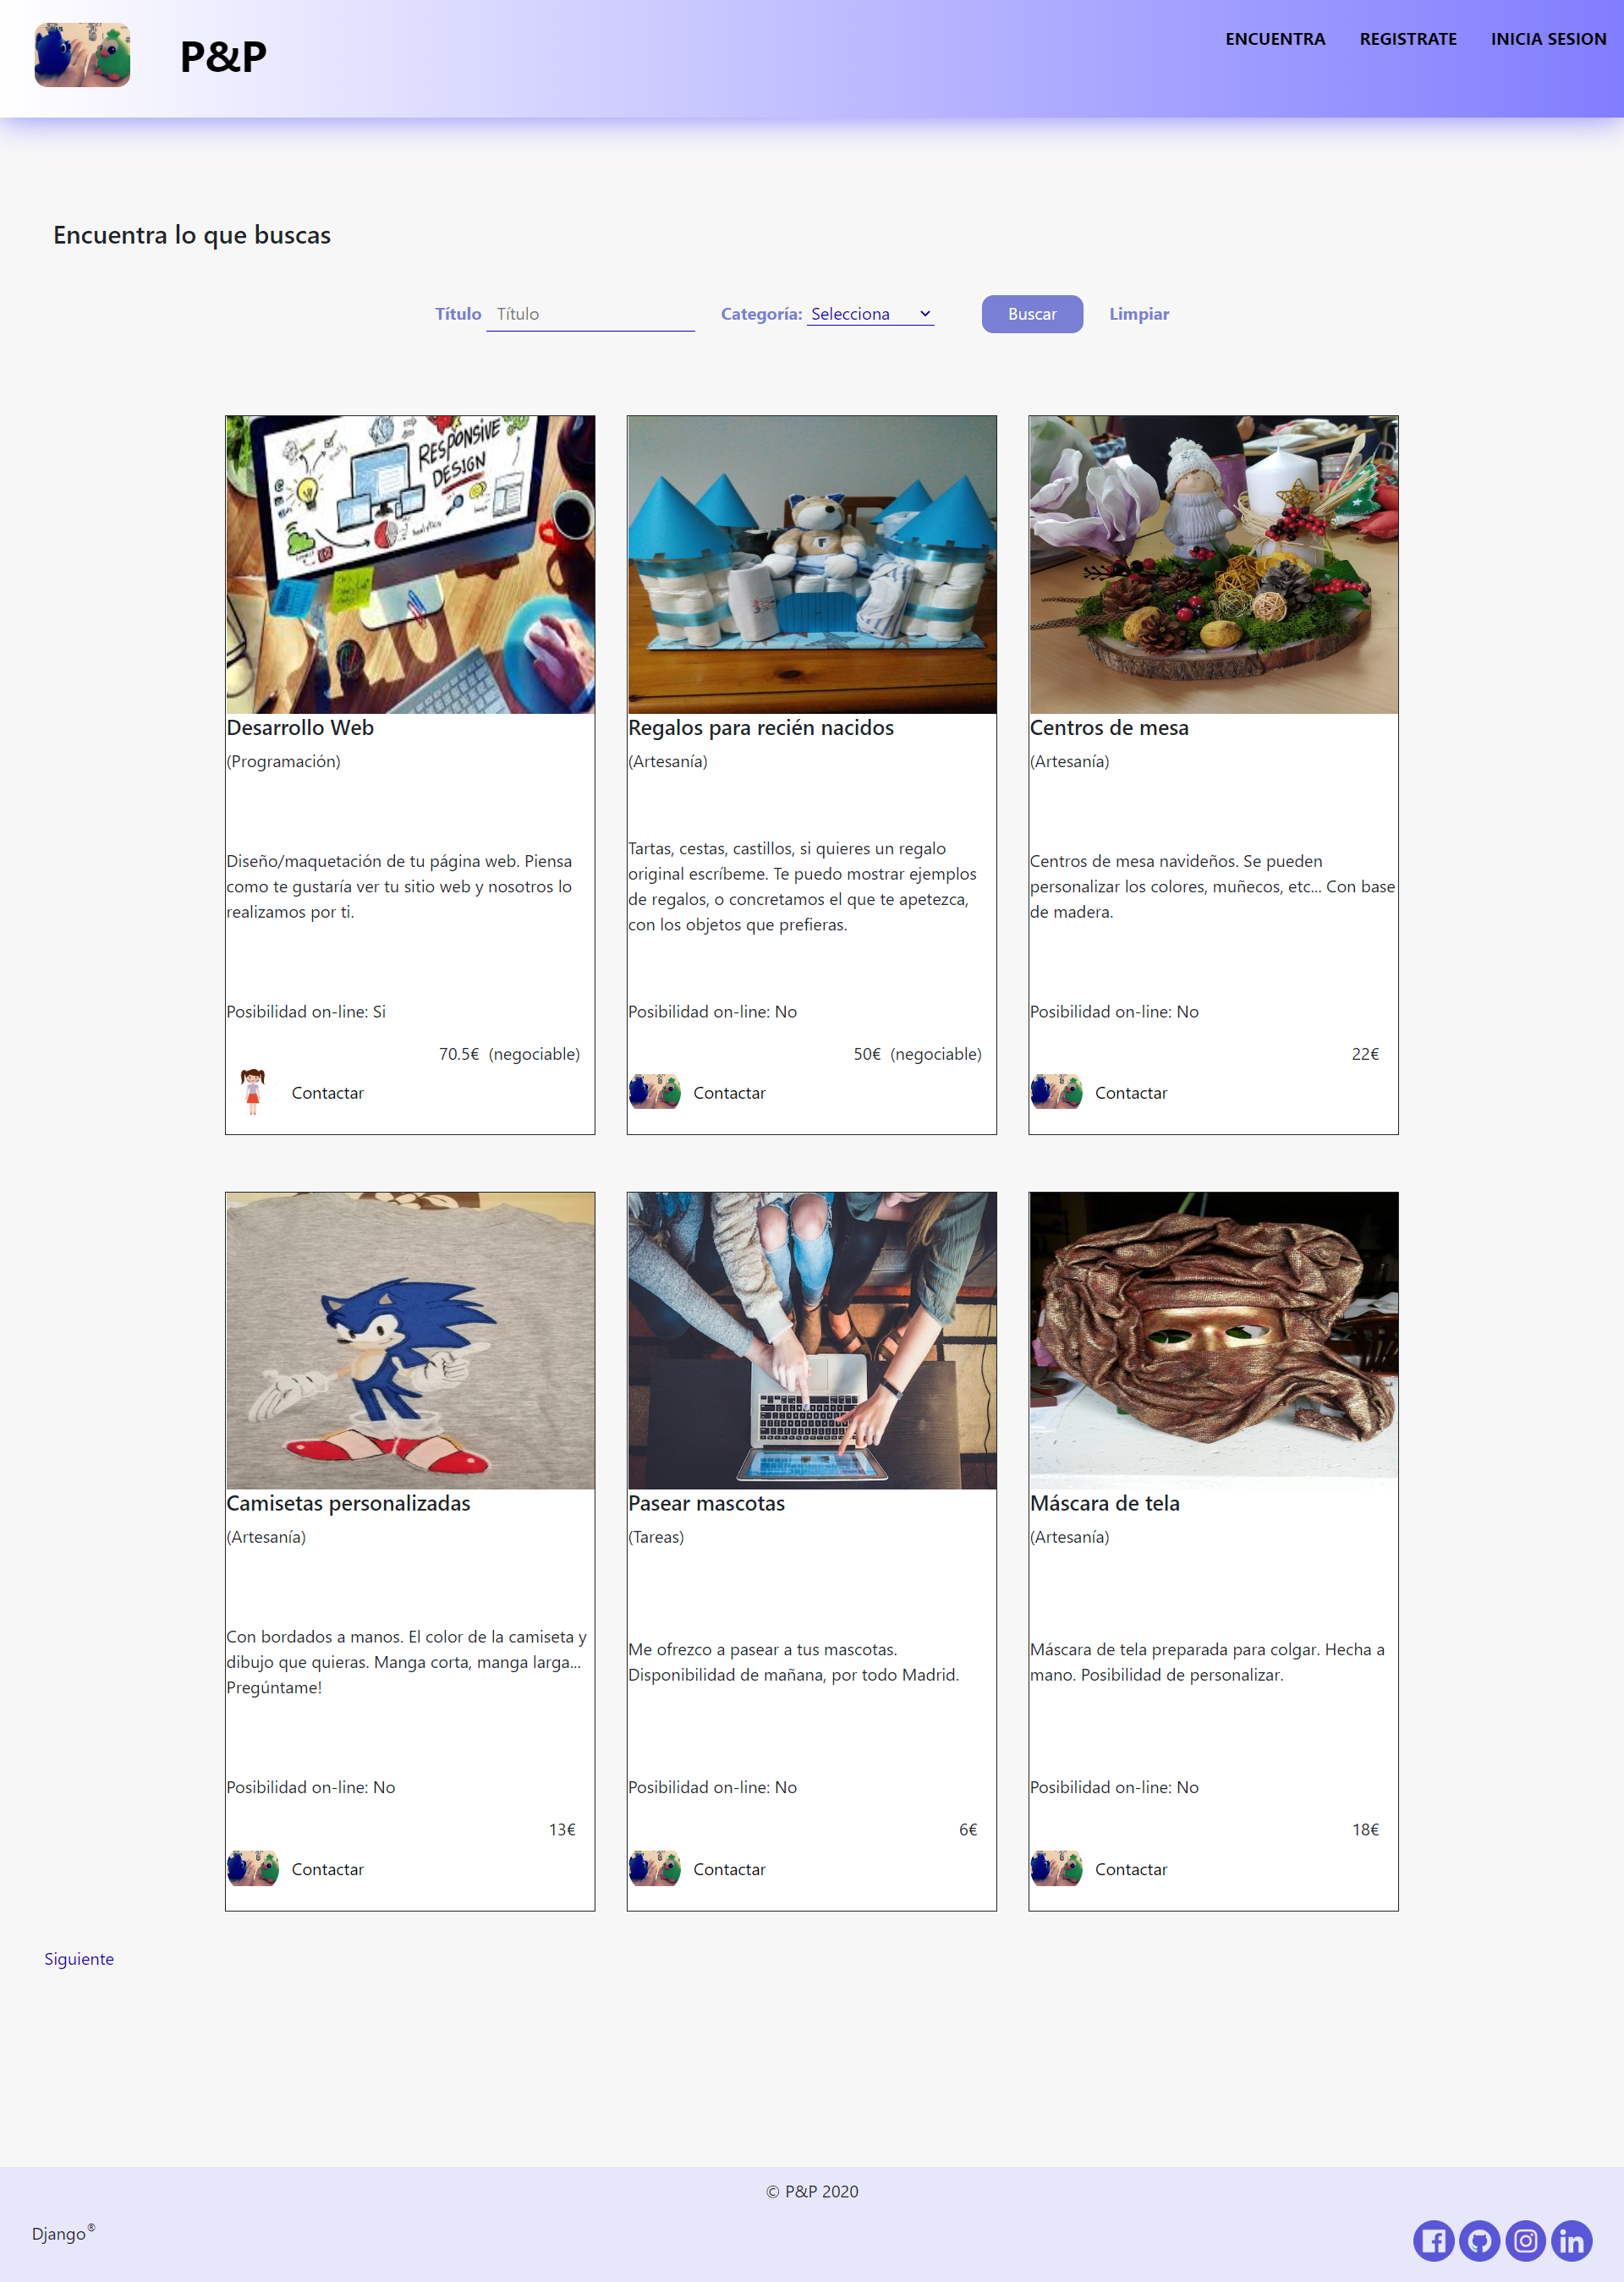 P&P
ENCUENTRA
REGISTRATE
INICIA SESION
Encuentra lo que buscas
Título
Título
Categoría:
Selecciona
Buscar
Limpiar
RESPONSIVE
DESIGN
Desarrollo Web
(Programación)
Diseño/maquetación de tu página web. Piensa
como te gustaría ver tu sitio web y nosotros lo
realizamos por ti.
Posibilidad on-line: Si
70.5€ (negociable)
Contactar
Regalos para recién nacidos
(Artesanía)
Tartas, cestas, castillos, si quieres un regalo
original escríbeme. Te puedo mostrar ejemplos
de regalos, o concretamos el que te apetezca,
con los objetos que prefieras.
Posibilidad on-line: No
50€ (negociable)
Contactar
Centros de mesa
(Artesanía)
Centros de mesa navideños. Se pueden
personalizar los colores, muñecos, etc... Con base
de madera.
Posibilidad on-line: No
22€
Contactar
Camisetas personalizadas
(Artesanía)
Con bordados a manos. El color de la camiseta y
dibujo que quieras. Manga corta, manga larga...
Pregúntame!
Posibilidad on-line: No
13€
Contactar
Pasear mascotas
(Tareas)
Me ofrezco a pasear a tus mascotas.
Disponibilidad de mañana, por todo Madrid.
Posibilidad on-line: No
6€
Contactar
Máscara de tela
(Artesanía)
Máscara de tela preparada para colgar. Hecha a
mano. Posibilidad de personalizar.
Posibilidad on-line: No
18€
Contactar
Siguiente
© P&P 2020
Django®